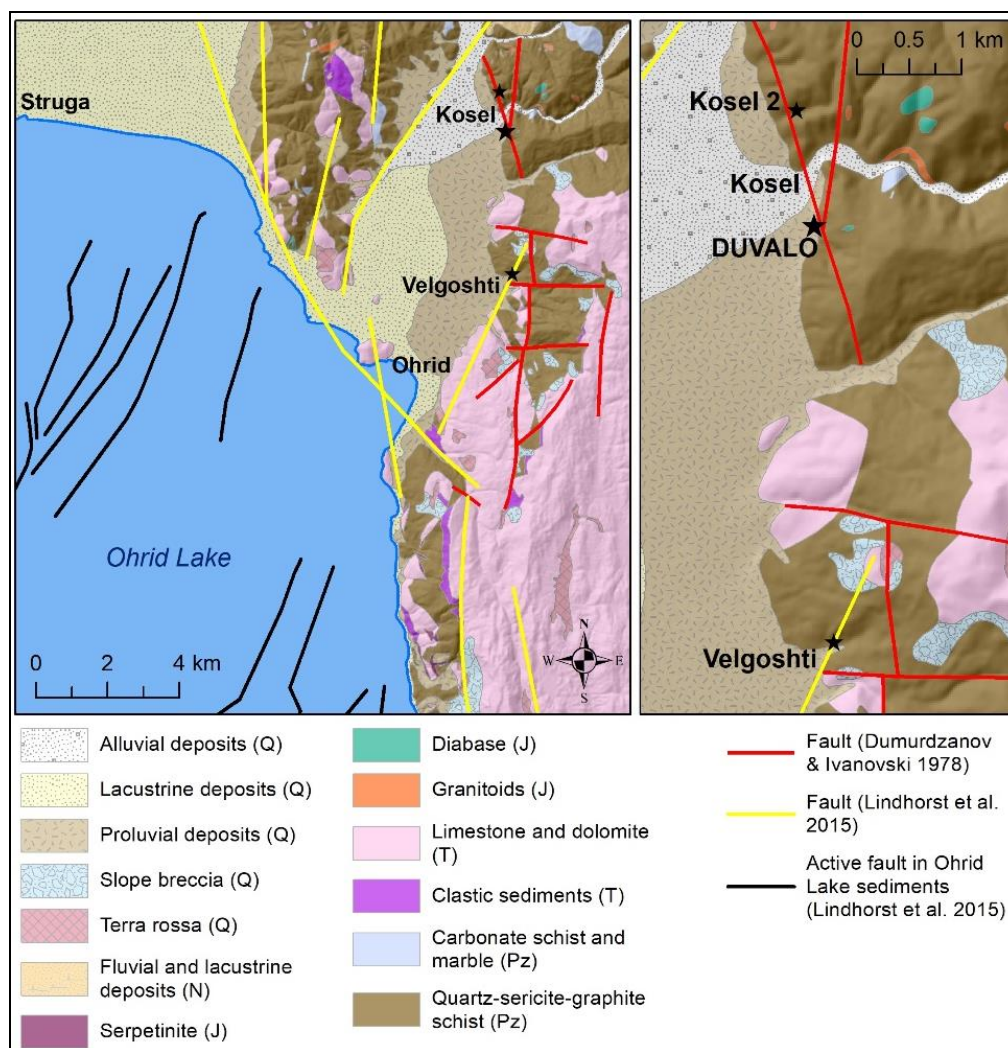 Struga
Kosel
Velgoshti
Ohrid
Ohrid Lake
0 2 4 km
N
W E
S
0 0.5 1 km
Kosel 2
Kosel
DUVALO
Velgoshti
Alluvial deposits (Q)
Lacustrine deposits (Q)
Proluvial deposits (Q)
Slope breccia (Q)
Terra rossa (Q)
Fluvial and lacustrine
deposits (N)
Serpetinite (J)
Diabase (J)
Granitoids (J)
Limestone and dolomite
(T)
Clastic sediments (T)
Carbonate schist and
marble (Pz)
Quartz-sericite-graphite
schist (Pz)
Fault (Dumurdzanov
& Ivanovski 1978)
Fault (Lindhorst et al.
2015)
Active fault in Ohrid
Lake sediments
(Lindhorst et al. 2015)